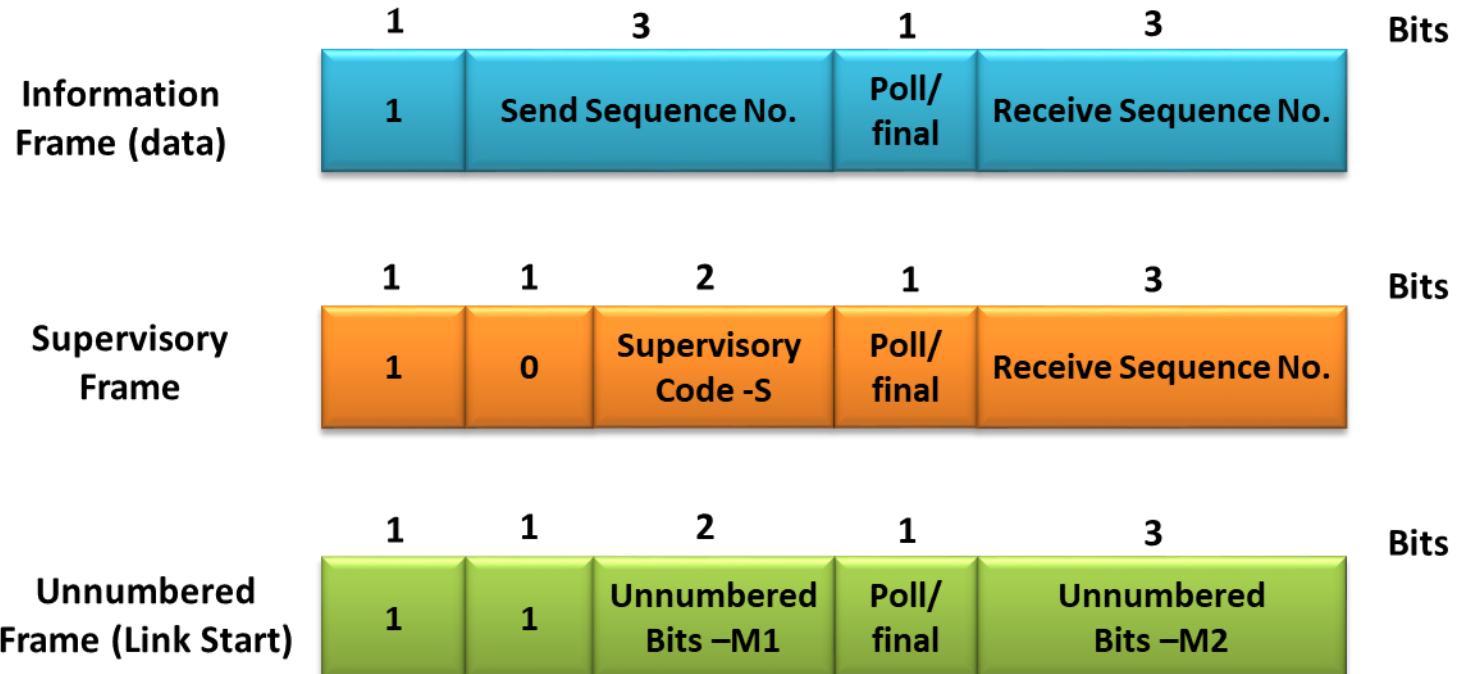 1 3 1 3 Bits
Information
Frame (data)
1 Send Sequence No. Poll/
final Receive Sequence No.
1 1 2 1 3 Bits
Supervisory
Frame
1 0 Supervisory
Code -S Poll/
final Receive Sequence No.
1 1 2 1 3 Bits
Unnumbered
Frame (Link Start)
1 1 Unnumbered
Bits –M1 Poll/
final Unnumbered
Bits –M2